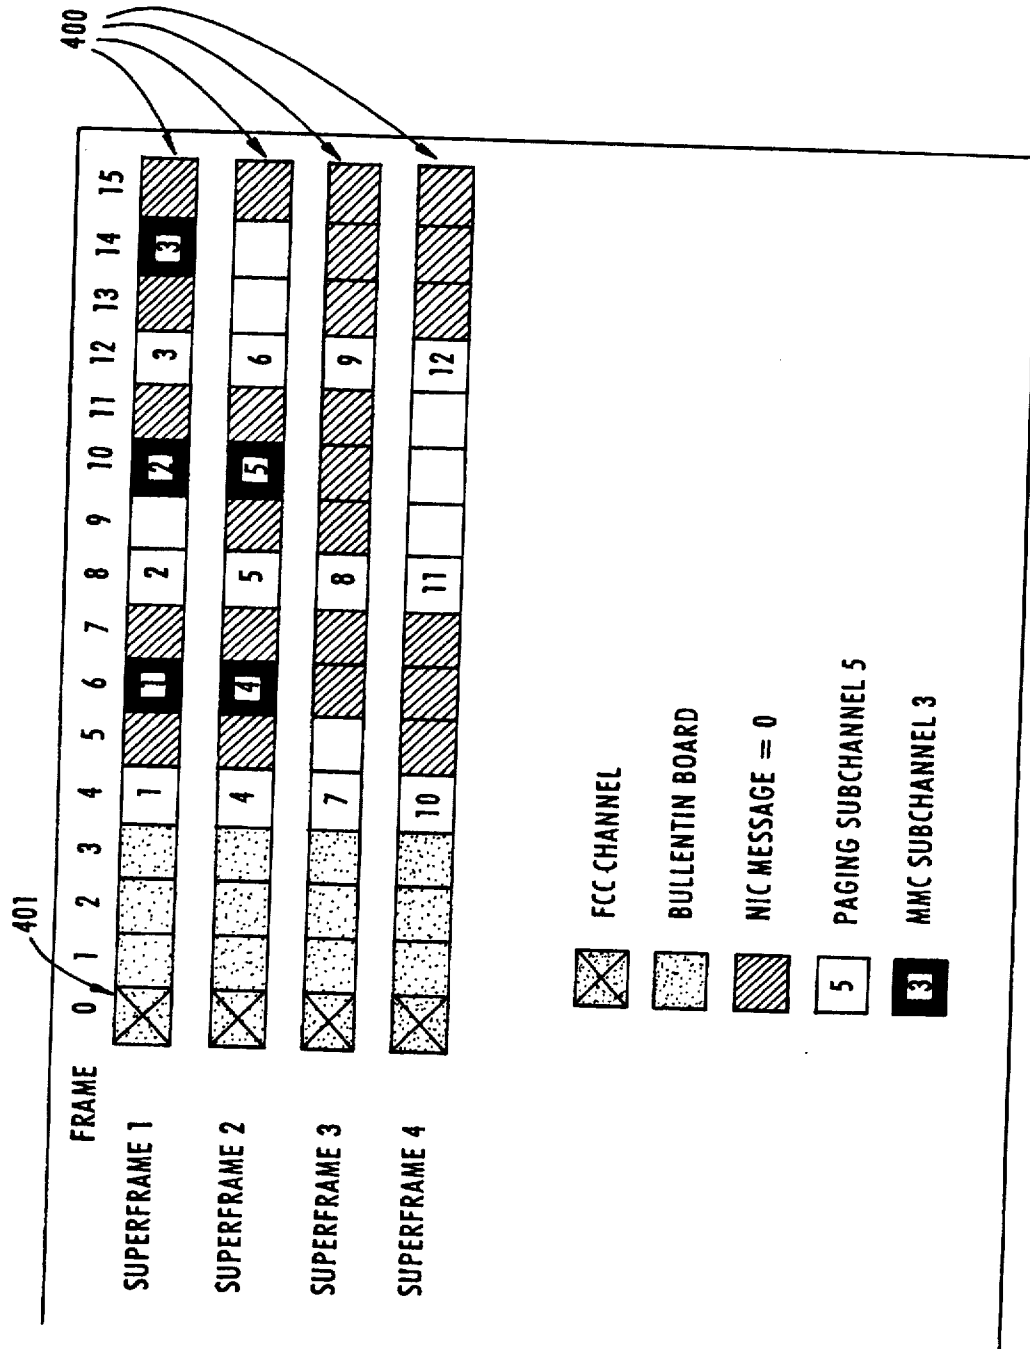 400
401
FRAME 0 1 2 3 4 5 6 7 8 9 10 11 12 13 14 15
SUPERFRAME 1 1 1 2 2 3 3
SUPERFRAME 2 4 4 5 5 6
SUPERFRAME 3 7 8 9
SUPERFRAME 4 10 11 12
FCC CHANNEL
BULLENTIN BOARD
NIC MESSAGE = 0
5 PAGING SUBCHANNEL 5
3 MMC SUBCHANNEL 3